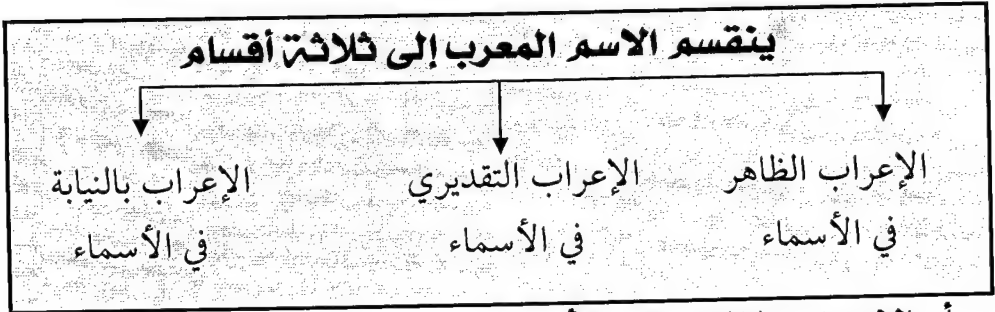 ينقسم الاسم المعرب إلى ثلاثة أقسام
الإعراب الظاهر الإعراب التقديري الإعراب بالنيابة
في الأسماء في الأسماء في الأسماء